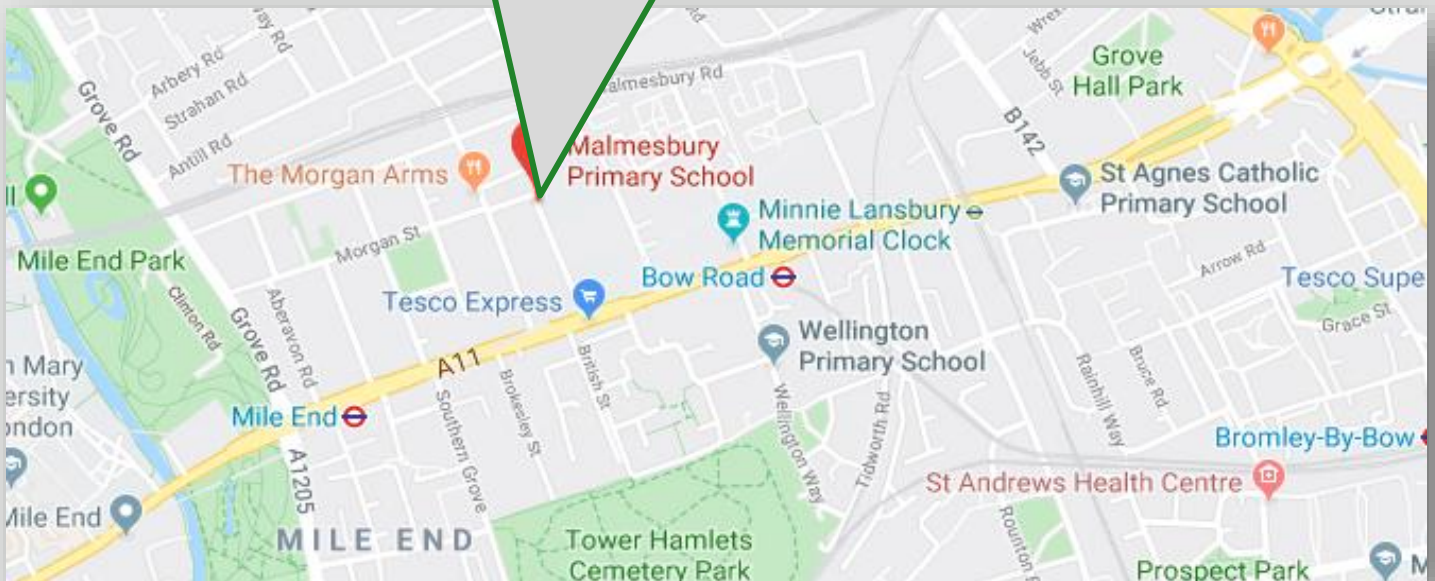 Grove Rd
Arbery Rd
Strahan Rd
Antill Rd
Malmesbury Rd
Jebb St
Grove
Hall Park
B142
The Morgan Arms
Malmesbury
Primary School
St Agnes Catholic
Primary School
Minnie Lansbury
Memorial Clock
Morgan St
Mile End Park
Bow Road
Arrow Rd
Tesco Express
Tesco Supe
Clinton Rd
Grove Rd
Aberavon Rd
Grace St
Wellington
Primary School
A11
Mary
ersity
ondon
Mile End
Brokesley St
British St
Southern Grove
Wellington Way
Tidworth Rd
Rainhill Way
Bruce Rd
Bromley-By-Bow
A1205
St Andrews Health Centre
Mile End
MILE END
Tower Hamlets
Cemetery Park
Prospect Park